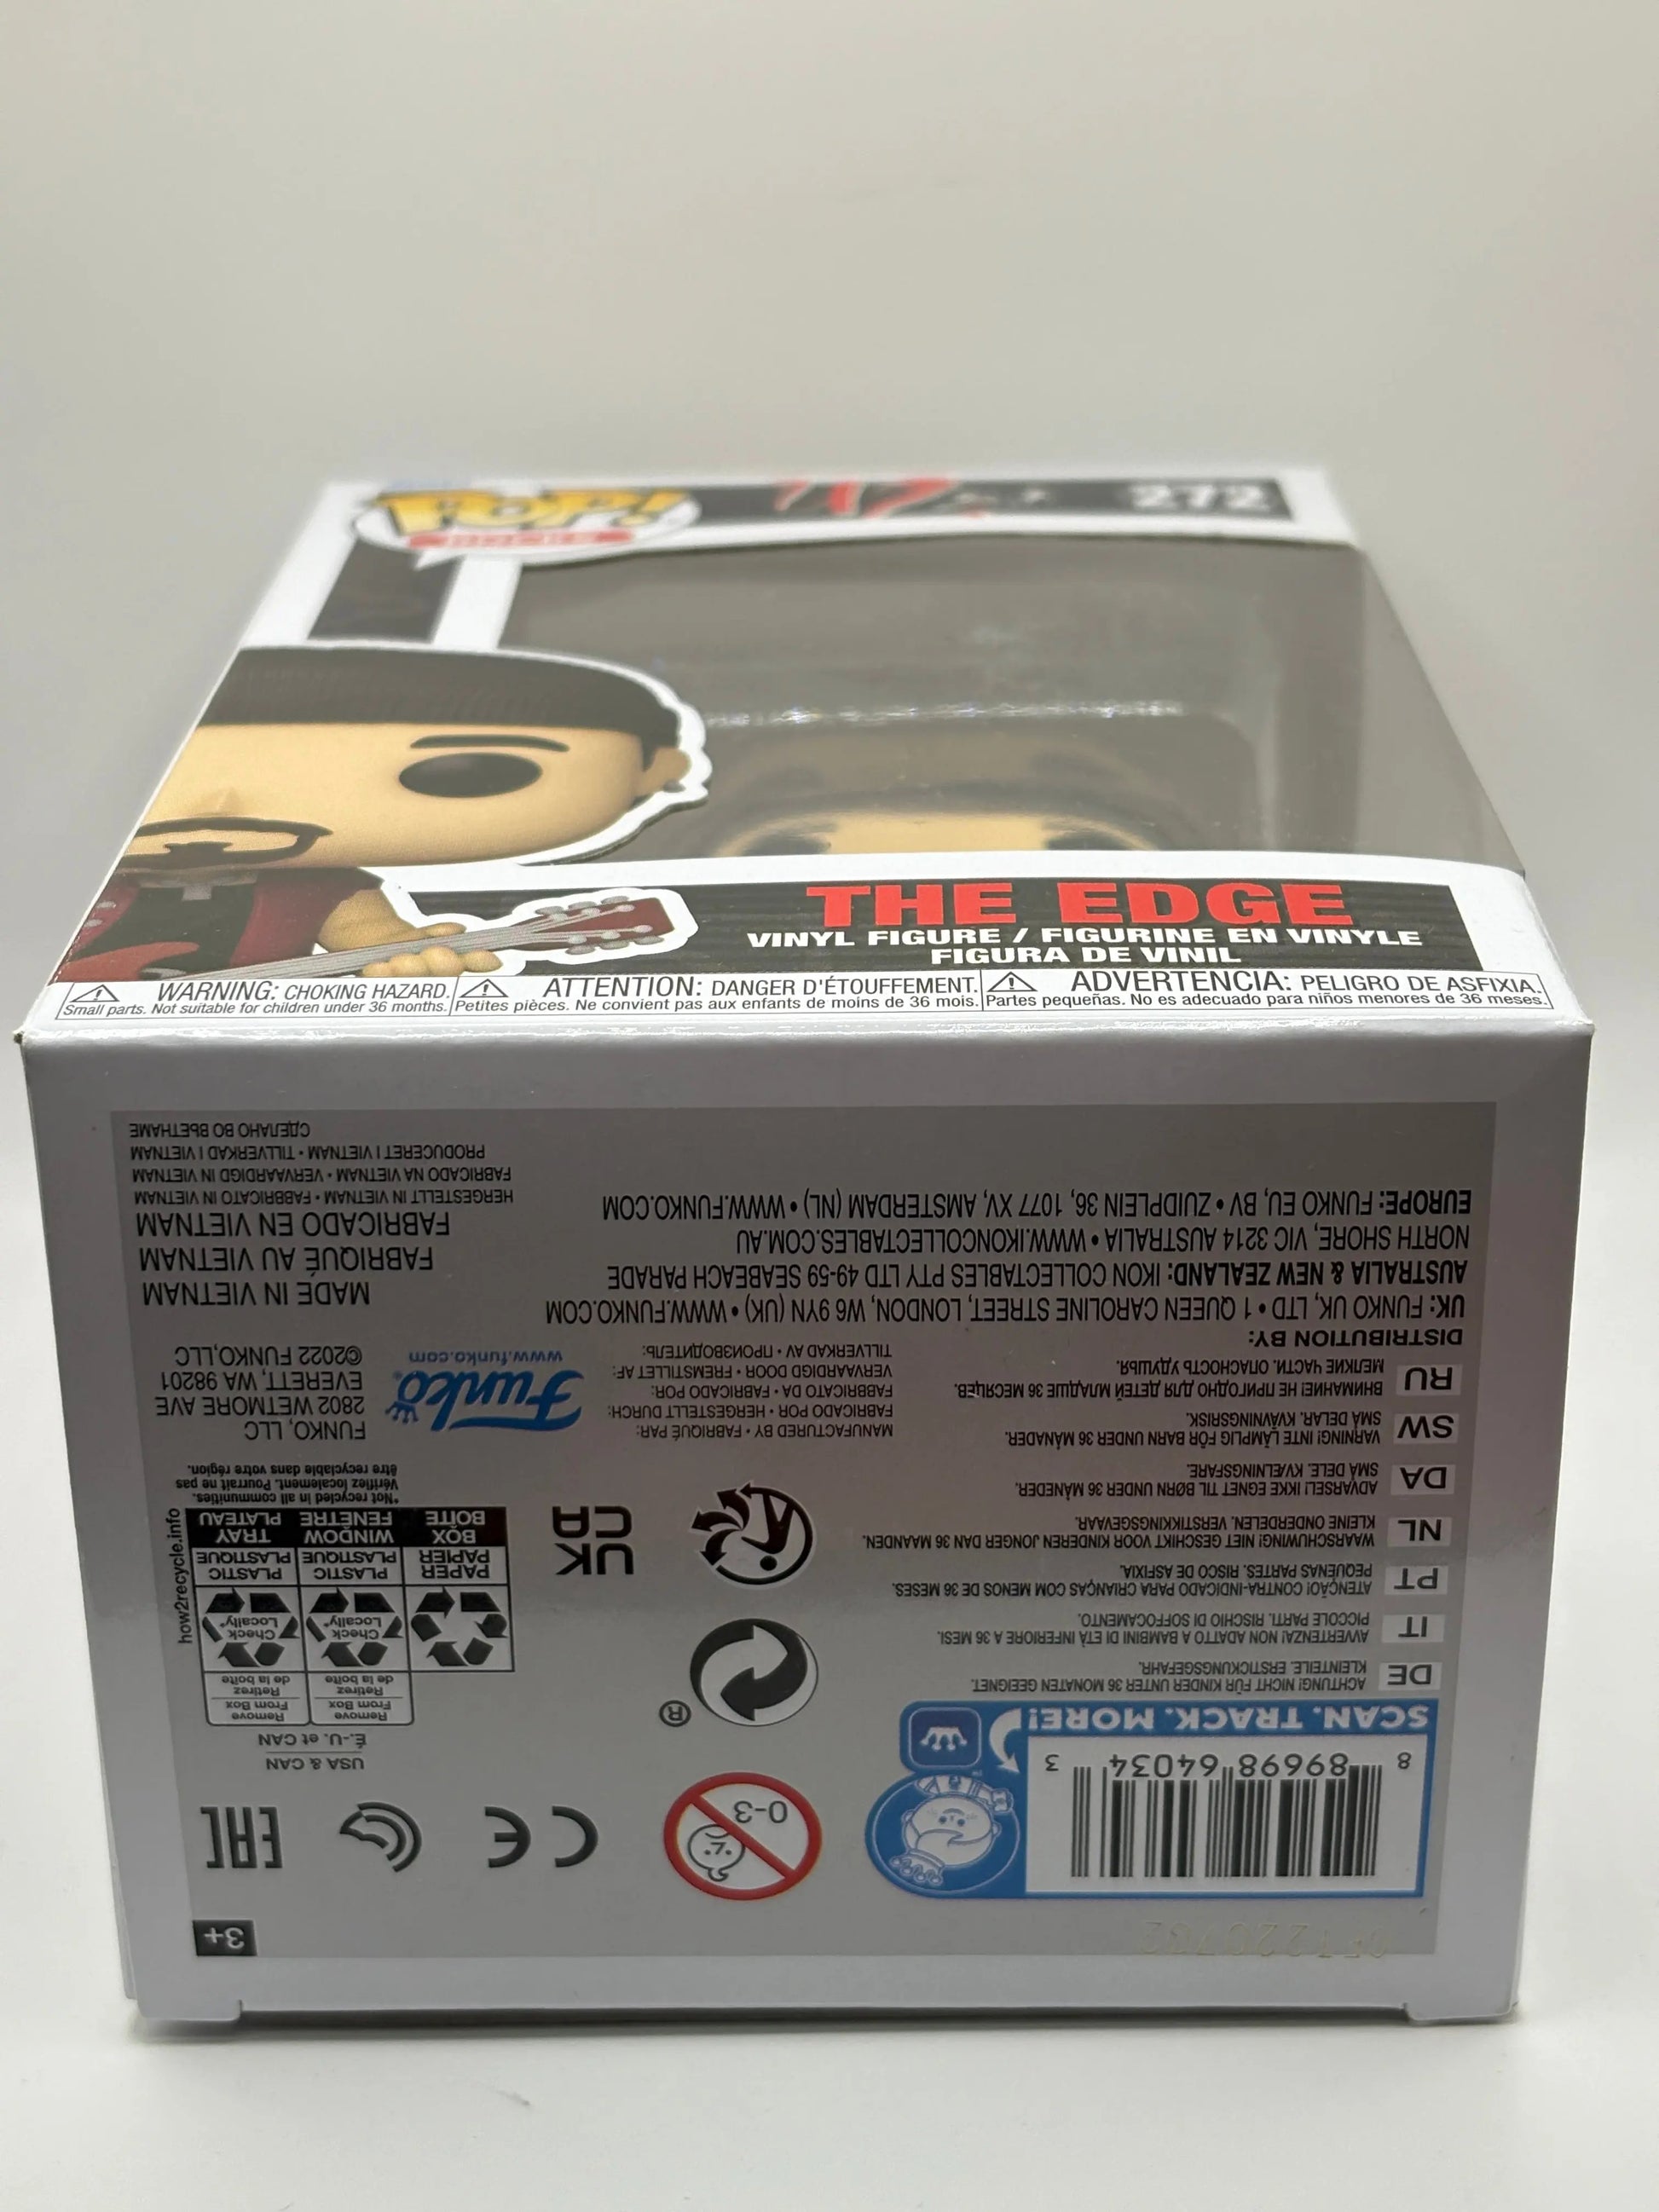 POP!
ROCKS
U2
272
THE EDGE
VINYL FIGURE / FIGURINE EN VINYLE
FIGURA DE VINIL
WARNING: CHOKING HAZARD.
Small parts. Not suitable for children under 36 months.
ATTENTION: DANGER D'ÉTOUFFEMENT.
Petites pièces. Ne convient pas aux enfants de moins de 36 mois.
ADVERTENCIA: PELIGRO DE ASFIXIA.
Partes pequeñas. No es adecuado para niños menores de 36 meses.
8 89698 64034 3
SCAN. TRACK. MORE!
0-3
3+
CE
EAC
DE
ACHTUNG! NICHT FÜR KINDER UNTER 36 MONATEN GEEIGNET.
KLEINTEILE. ERSTICKUNGSGEFAHR.
IT
AVVERTENZA! NON ADATTO A BAMBINI DI ETÀ INFERIORE A 36 MESI.
PICCOLE PARTI. RISCHIO DI SOFFOCAMENTO.
PT
ATENÇÃO! CONTRA-INDICADO PARA CRIANÇAS COM MENOS DE 36 MESES.
PEQUENAS PARTES. RISCO DE ASFIXIA.
NL
WAARSCHUWING! NIET GESCHIKT VOOR KINDEREN JONGER DAN 36 MAANDEN.
KLEINE ONDERDELEN. VERSTIKKINGSGEVAAR.
DA
ADVARSEL! IKKE EGNET TIL BØRN UNDER 36 MÅNEDER.
SMÅ DELE. KVÆLNINGSFARE.
SW
VARNING! INTE LÄMPLIG FÖR BARN UNDER 36 MÅNADER.
SMÅ DELAR. KVÄVNINGSRISK.
RU
ВНИМАНИЕ! НЕ ПРИГОДНО ДЛЯ ДЕТЕЙ МЛАДШЕ 36 МЕСЯЦЕВ.
МЕЛКИЕ ЧАСТИ. ОПАСНОСТЬ УДУШЬЯ.
DISTRIBUTION BY:
UK: FUNKO UK, LTD • 1 QUEEN CAROLINE STREET, LONDON, W6 9YN (UK) • WWW.FUNKO.COM
AUSTRALIA & NEW ZEALAND: IKON COLLECTABLES PTY LTD 49-59 SEABEACH PARADE
NORTH SHORE, VIC 3214 AUSTRALIA • WWW.IKONCOLLECTABLES.COM.AU
EUROPE: FUNKO EU, BV • ZUIDPLEIN 36, 1077 XV, AMSTERDAM (NL) • WWW.FUNKO.COM
®
UK
CA
USA & CAN
É.-U. et CAN
Remove
From Box
Retirez
de la boîte
Remove
From Box
Retirez
de la boîte
Check
Locally*
Check
Locally*
PAPER
PAPIER
PLASTIC
PLASTIQUE
PLASTIC
PLASTIQUE
BOX
BOÎTE
WINDOW
FENÊTRE
TRAY
PLATEAU
how2recycle.info
*Not recycled in all communities.
Vérifiez localement. Pourrait ne pas
être recyclable dans votre région.
MANUFACTURED BY • FABRIQUÉ PAR:
FABRICADO POR • HERGESTELLT DURCH:
FABBRICATO DA • FABRICADO POR:
VERVAARDIGD DOOR • FREMSTILLET AF:
TILLVERKAD AV • ПРОИЗВОДИТЕЛЬ:
Funko
www.funko.com
FUNKO, LLC
2802 WETMORE AVE
EVERETT, WA 98201
©2022 FUNKO,LLC
MADE IN VIETNAM
FABRIQUÉ AU VIETNAM
FABRICADO EN VIETNAM
HERGESTELLT IN VIETNAM • FABBRICATO IN VIETNAM
FABRICADO NA VIETNAM • VERVAARDIGD IN VIETNAM
PRODUCERET I VIETNAM • TILLVERKAD I VIETNAM
СДЕЛАНО ВО ВЬЕТНАМЕ